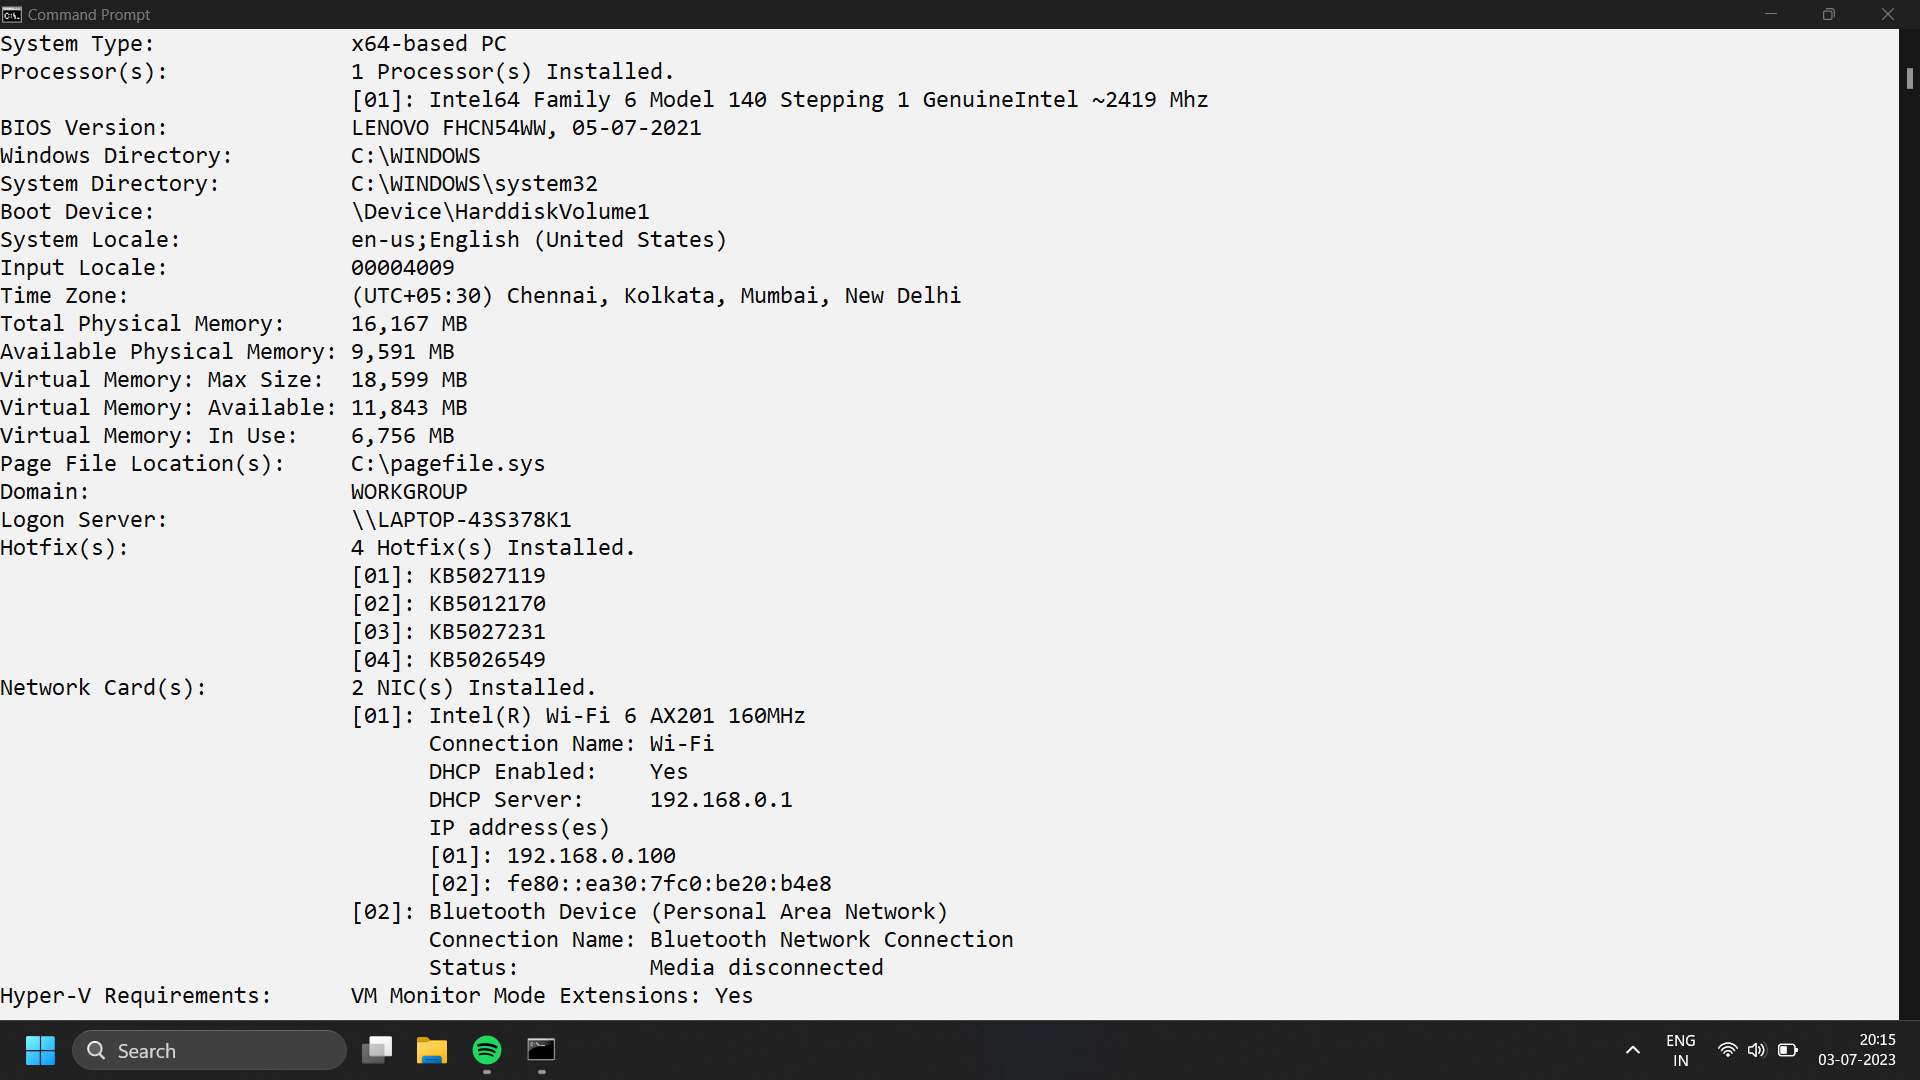 Command Prompt
System Type: x64-based PC
Processor(s): 1 Processor(s) Installed.
[01]: Intel64 Family 6 Model 140 Stepping 1 GenuineIntel ~2419 Mhz
BIOS Version: LENOVO FHCN54WW, 05-07-2021
Windows Directory: C:\WINDOWS
System Directory: C:\WINDOWS\system32
Boot Device: \Device\HarddiskVolume1
System Locale: en-us;English (United States)
Input Locale: 00004009
Time Zone: (UTC+05:30) Chennai, Kolkata, Mumbai, New Delhi
Total Physical Memory: 16,167 MB
Available Physical Memory: 9,591 MB
Virtual Memory: Max Size: 18,599 MB
Virtual Memory: Available: 11,843 MB
Virtual Memory: In Use: 6,756 MB
Page File Location(s): C:\pagefile.sys
Domain: WORKGROUP
Logon Server: \\LAPTOP-43S378K1
Hotfix(s): 4 Hotfix(s) Installed.
[01]: KB5027119
[02]: KB5012170
[03]: KB5027231
[04]: KB5026549
Network Card(s): 2 NIC(s) Installed.
[01]: Intel(R) Wi-Fi 6 AX201 160MHz
Connection Name: Wi-Fi
DHCP Enabled: Yes
DHCP Server: 192.168.0.1
IP address(es)
[01]: 192.168.0.100
[02]: fe80::ea30:7fc0:be20:b4e8
[02]: Bluetooth Device (Personal Area Network)
Connection Name: Bluetooth Network Connection
Status: Media disconnected
Hyper-V Requirements: VM Monitor Mode Extensions: Yes
Search
ENG
IN
20:15
03-07-2023